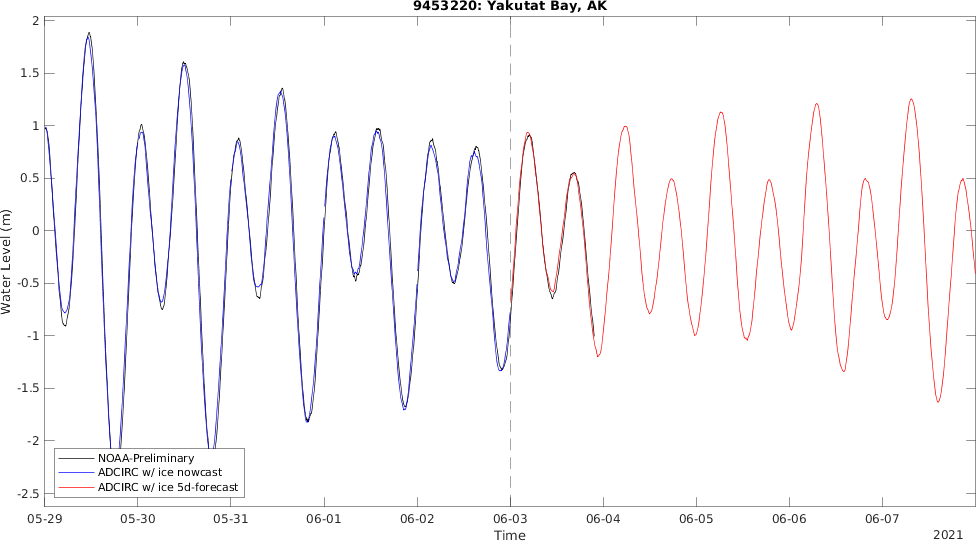 9453220: Yakutat Bay, AK
Water Level (m)
2
1.5
1
0.5
0
-0.5
-1
-1.5
-2
-2.5
NOAA-Preliminary
ADCIRC w/ ice nowcast
ADCIRC w/ ice 5d-forecast
05-29 05-30 05-31 06-01 06-02 06-03 06-04 06-05 06-06 06-07
Time
2021